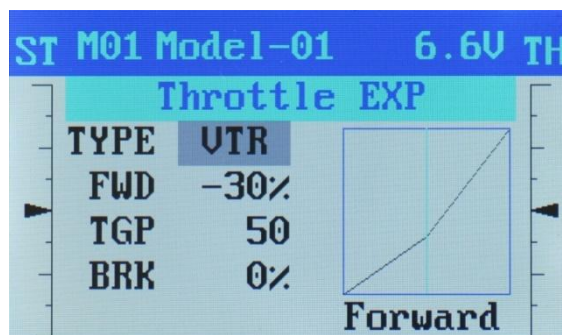 ST M01 Model-01 6.6V TH
Throttle EXP
TYPE VTR
FWD -30%
TGP 50
BRK 0%
Forward